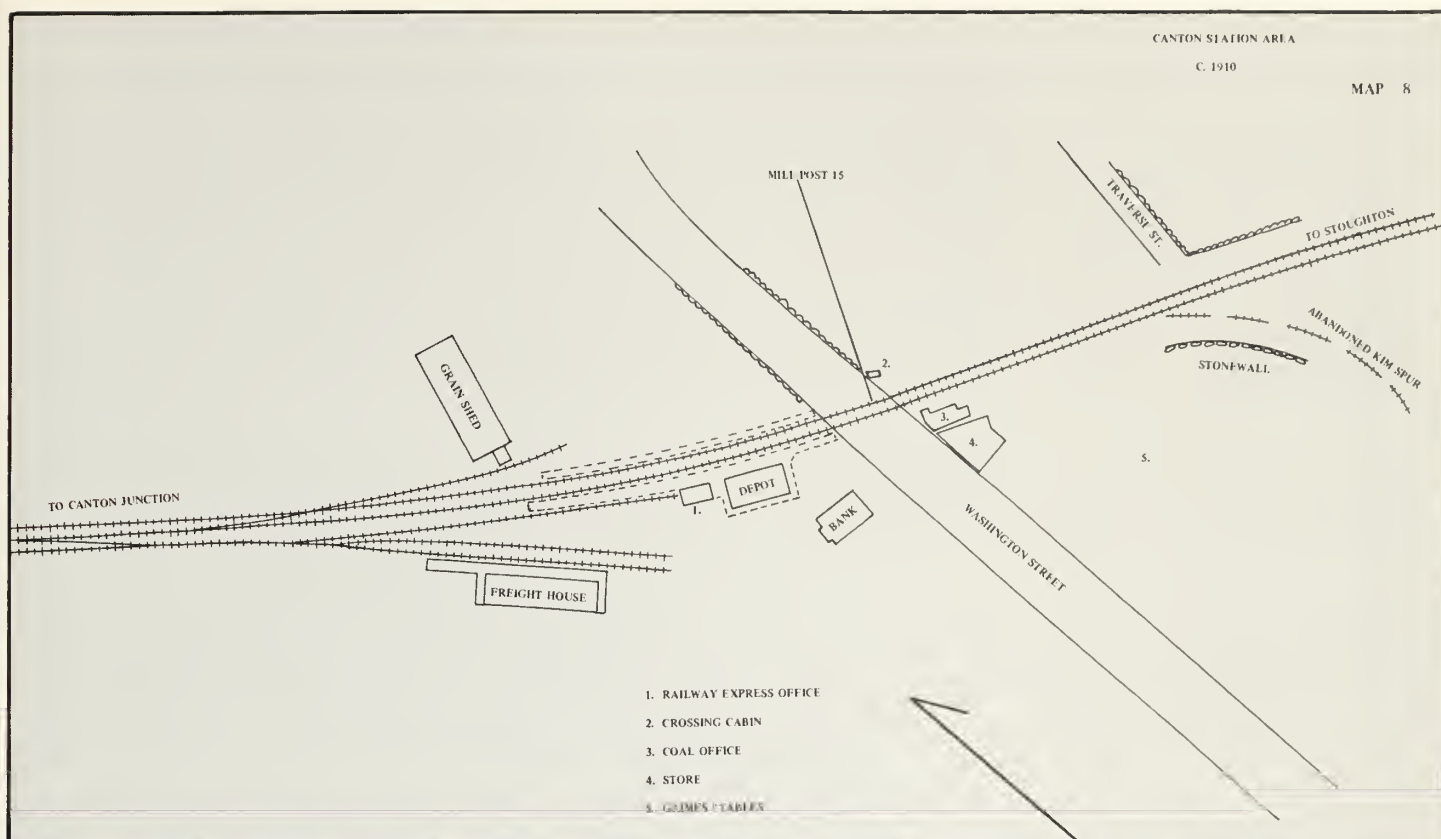 CANTON STATION AREA
C. 1910
MAP 8
MILE POST 15
TRAVERSE ST.
TO STOUGHTON
ABANDONED KIM SPUR
STONEWALL
2.
3.
4.
5.
GRAIN SHED
TO CANTON JUNCTION
DEPOT
1.
BANK
WASHINGTON STREET
FREIGHT HOUSE
1. RAILWAY EXPRESS OFFICE
2. CROSSING CABIN
3. COAL OFFICE
4. STORE
5. GRIMES STABLES